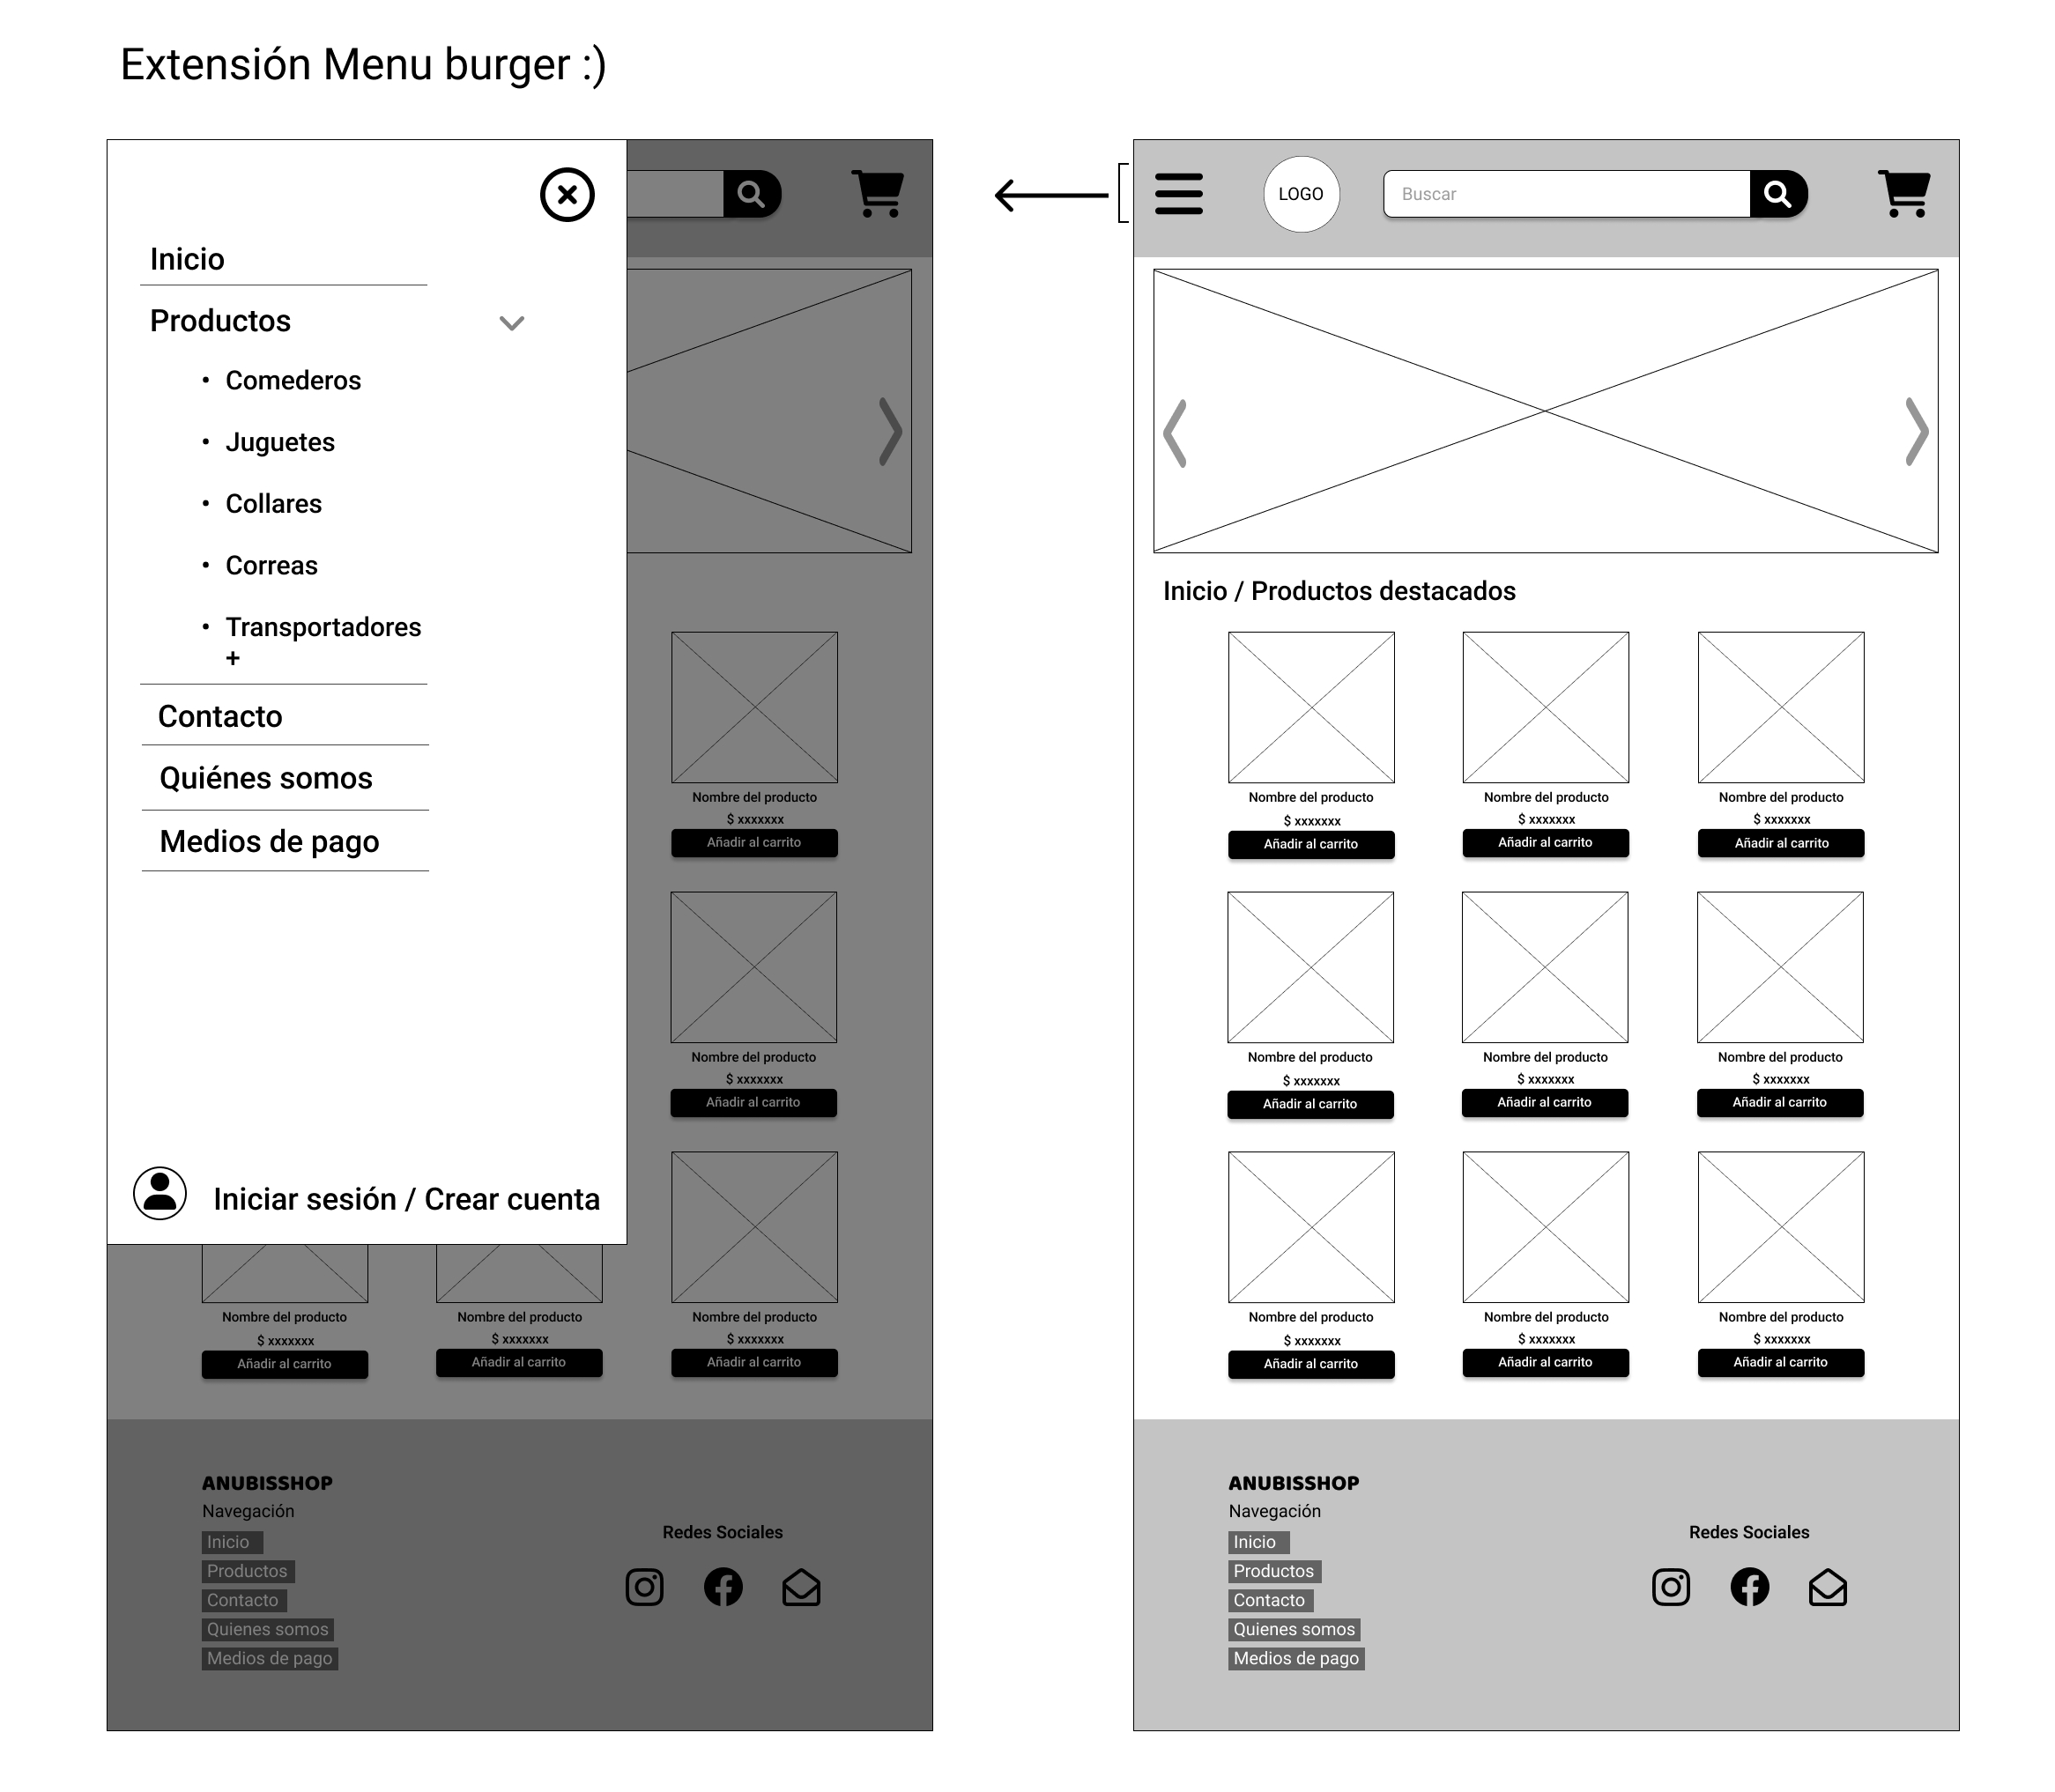 Extensión Menu burger :)
Inicio
Productos
• Comederos
• Juguetes
• Collares
• Correas
• Transportadores
+
Contacto
Quiénes somos
Medios de pago
Iniciar sesión / Crear cuenta
Nombre del producto
$ xxxxxxx
Añadir al carrito
Nombre del producto
$ xxxxxxx
Añadir al carrito
Nombre del producto Nombre del producto Nombre del producto
$ xxxxxxx $ xxxxxxx $ xxxxxxx
Añadir al carrito Añadir al carrito Añadir al carrito
ANUBISSHOP
Navegación
Inicio
Productos
Contacto
Quienes somos
Medios de pago
Redes Sociales
LOGO
Buscar
Inicio / Productos destacados
Nombre del producto Nombre del producto Nombre del producto
$ xxxxxxx $ xxxxxxx $ xxxxxxx
Añadir al carrito Añadir al carrito Añadir al carrito
Nombre del producto Nombre del producto Nombre del producto
$ xxxxxxx $ xxxxxxx $ xxxxxxx
Añadir al carrito Añadir al carrito Añadir al carrito
Nombre del producto Nombre del producto Nombre del producto
$ xxxxxxx $ xxxxxxx $ xxxxxxx
Añadir al carrito Añadir al carrito Añadir al carrito
ANUBISSHOP
Navegación
Inicio
Productos
Contacto
Quienes somos
Medios de pago
Redes Sociales